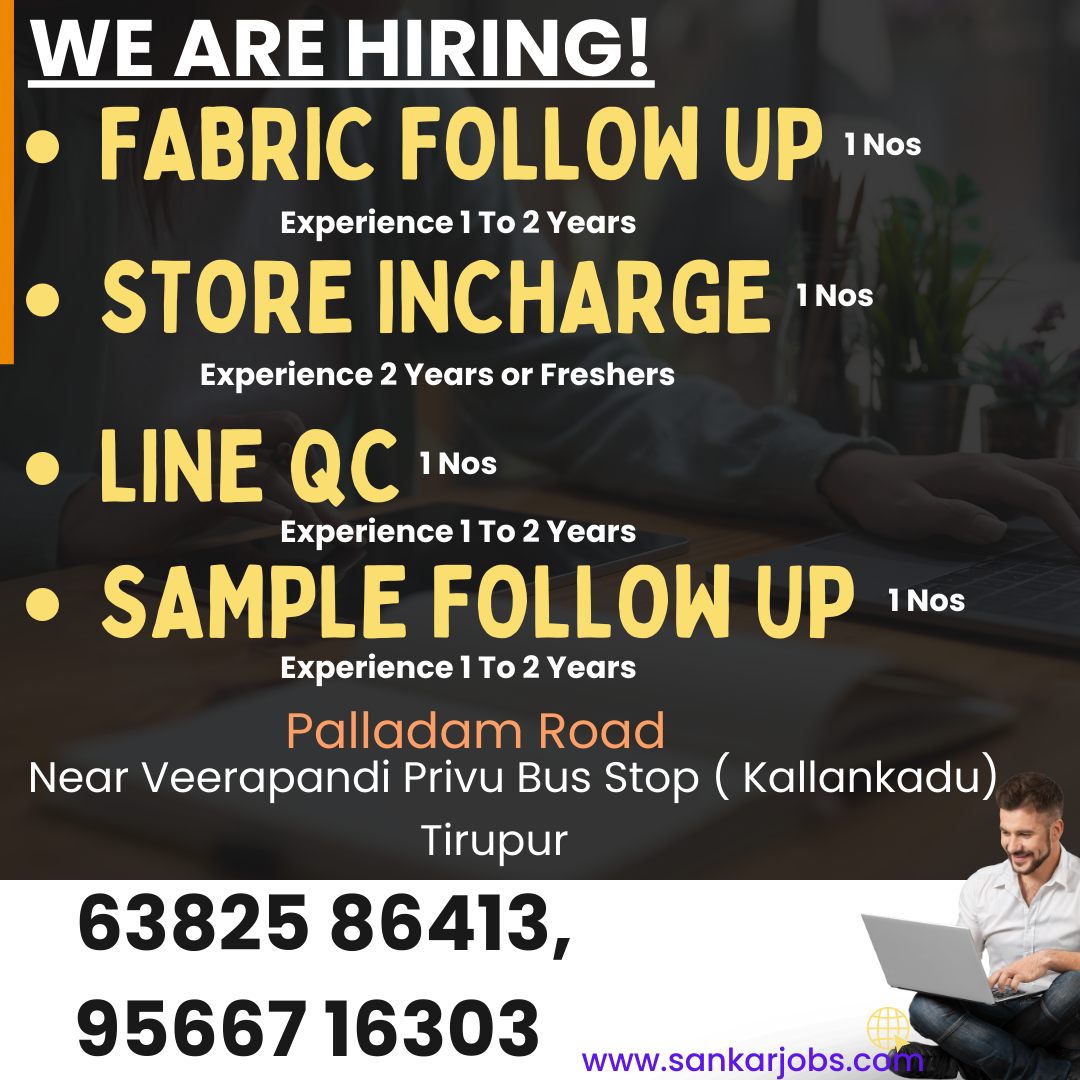 WE ARE HIRING!
• FABRIC FOLLOW UP 1 Nos
Experience 1 To 2 Years
• STORE INCHARGE 1 Nos
Experience 2 Years or Freshers
• LINE QC 1 Nos
Experience 1 To 2 Years
• SAMPLE FOLLOW UP 1 Nos
Experience 1 To 2 Years
Palladam Road
Near Veerapandi Privu Bus Stop ( Kallankadu)
Tirupur
63825 86413,
95667 16303
www.sankarjobs.com